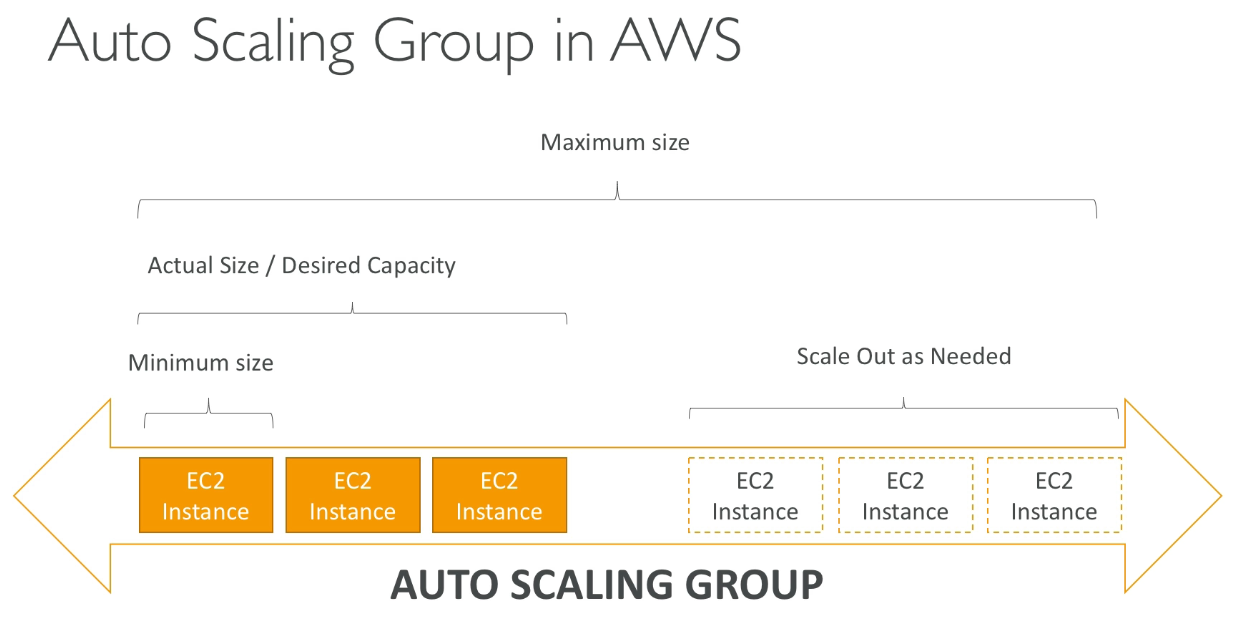 Auto Scaling Group in AWS
Maximum size
Actual Size / Desired Capacity
Minimum size
Scale Out as Needed
EC2
Instance
EC2
Instance
EC2
Instance
EC2
Instance
EC2
Instance
EC2
Instance
AUTO SCALING GROUP